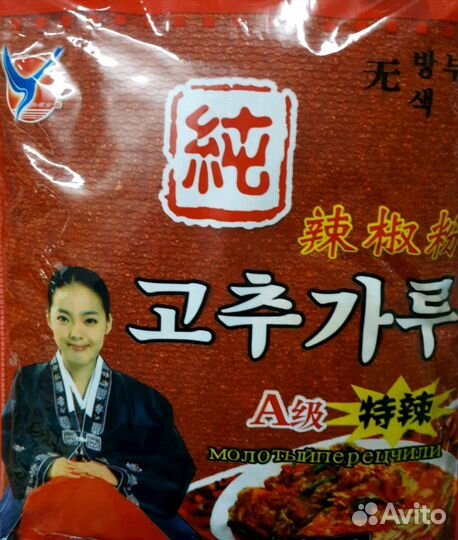 无 방부
색
純
辣椒粉
고추가루
A级 特辣
молотыйперецчили
Avito